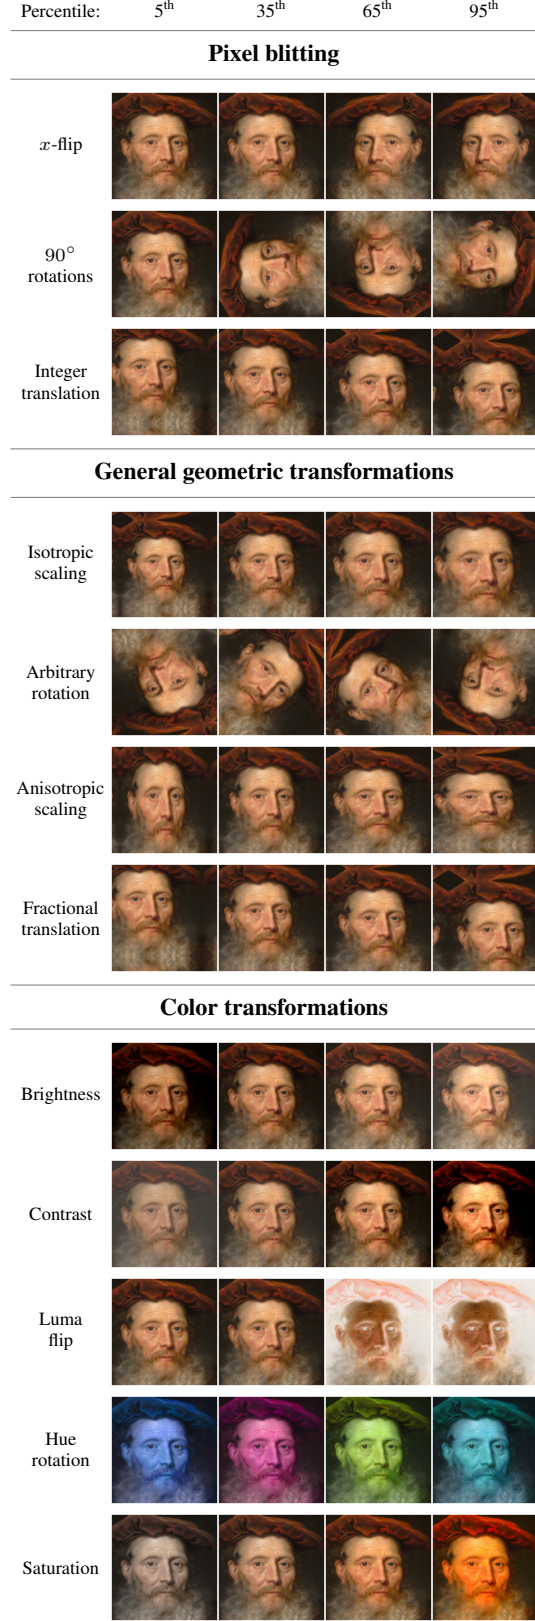 Percentile: 5th 35th 65th 95th
Pixel blitting
x-flip
90°
rotations
Integer
translation
General geometric transformations
Isotropic
scaling
Arbitrary
rotation
Anisotropic
scaling
Fractional
translation
Color transformations
Brightness
Contrast
Luma
flip
Hue
rotation
Saturation